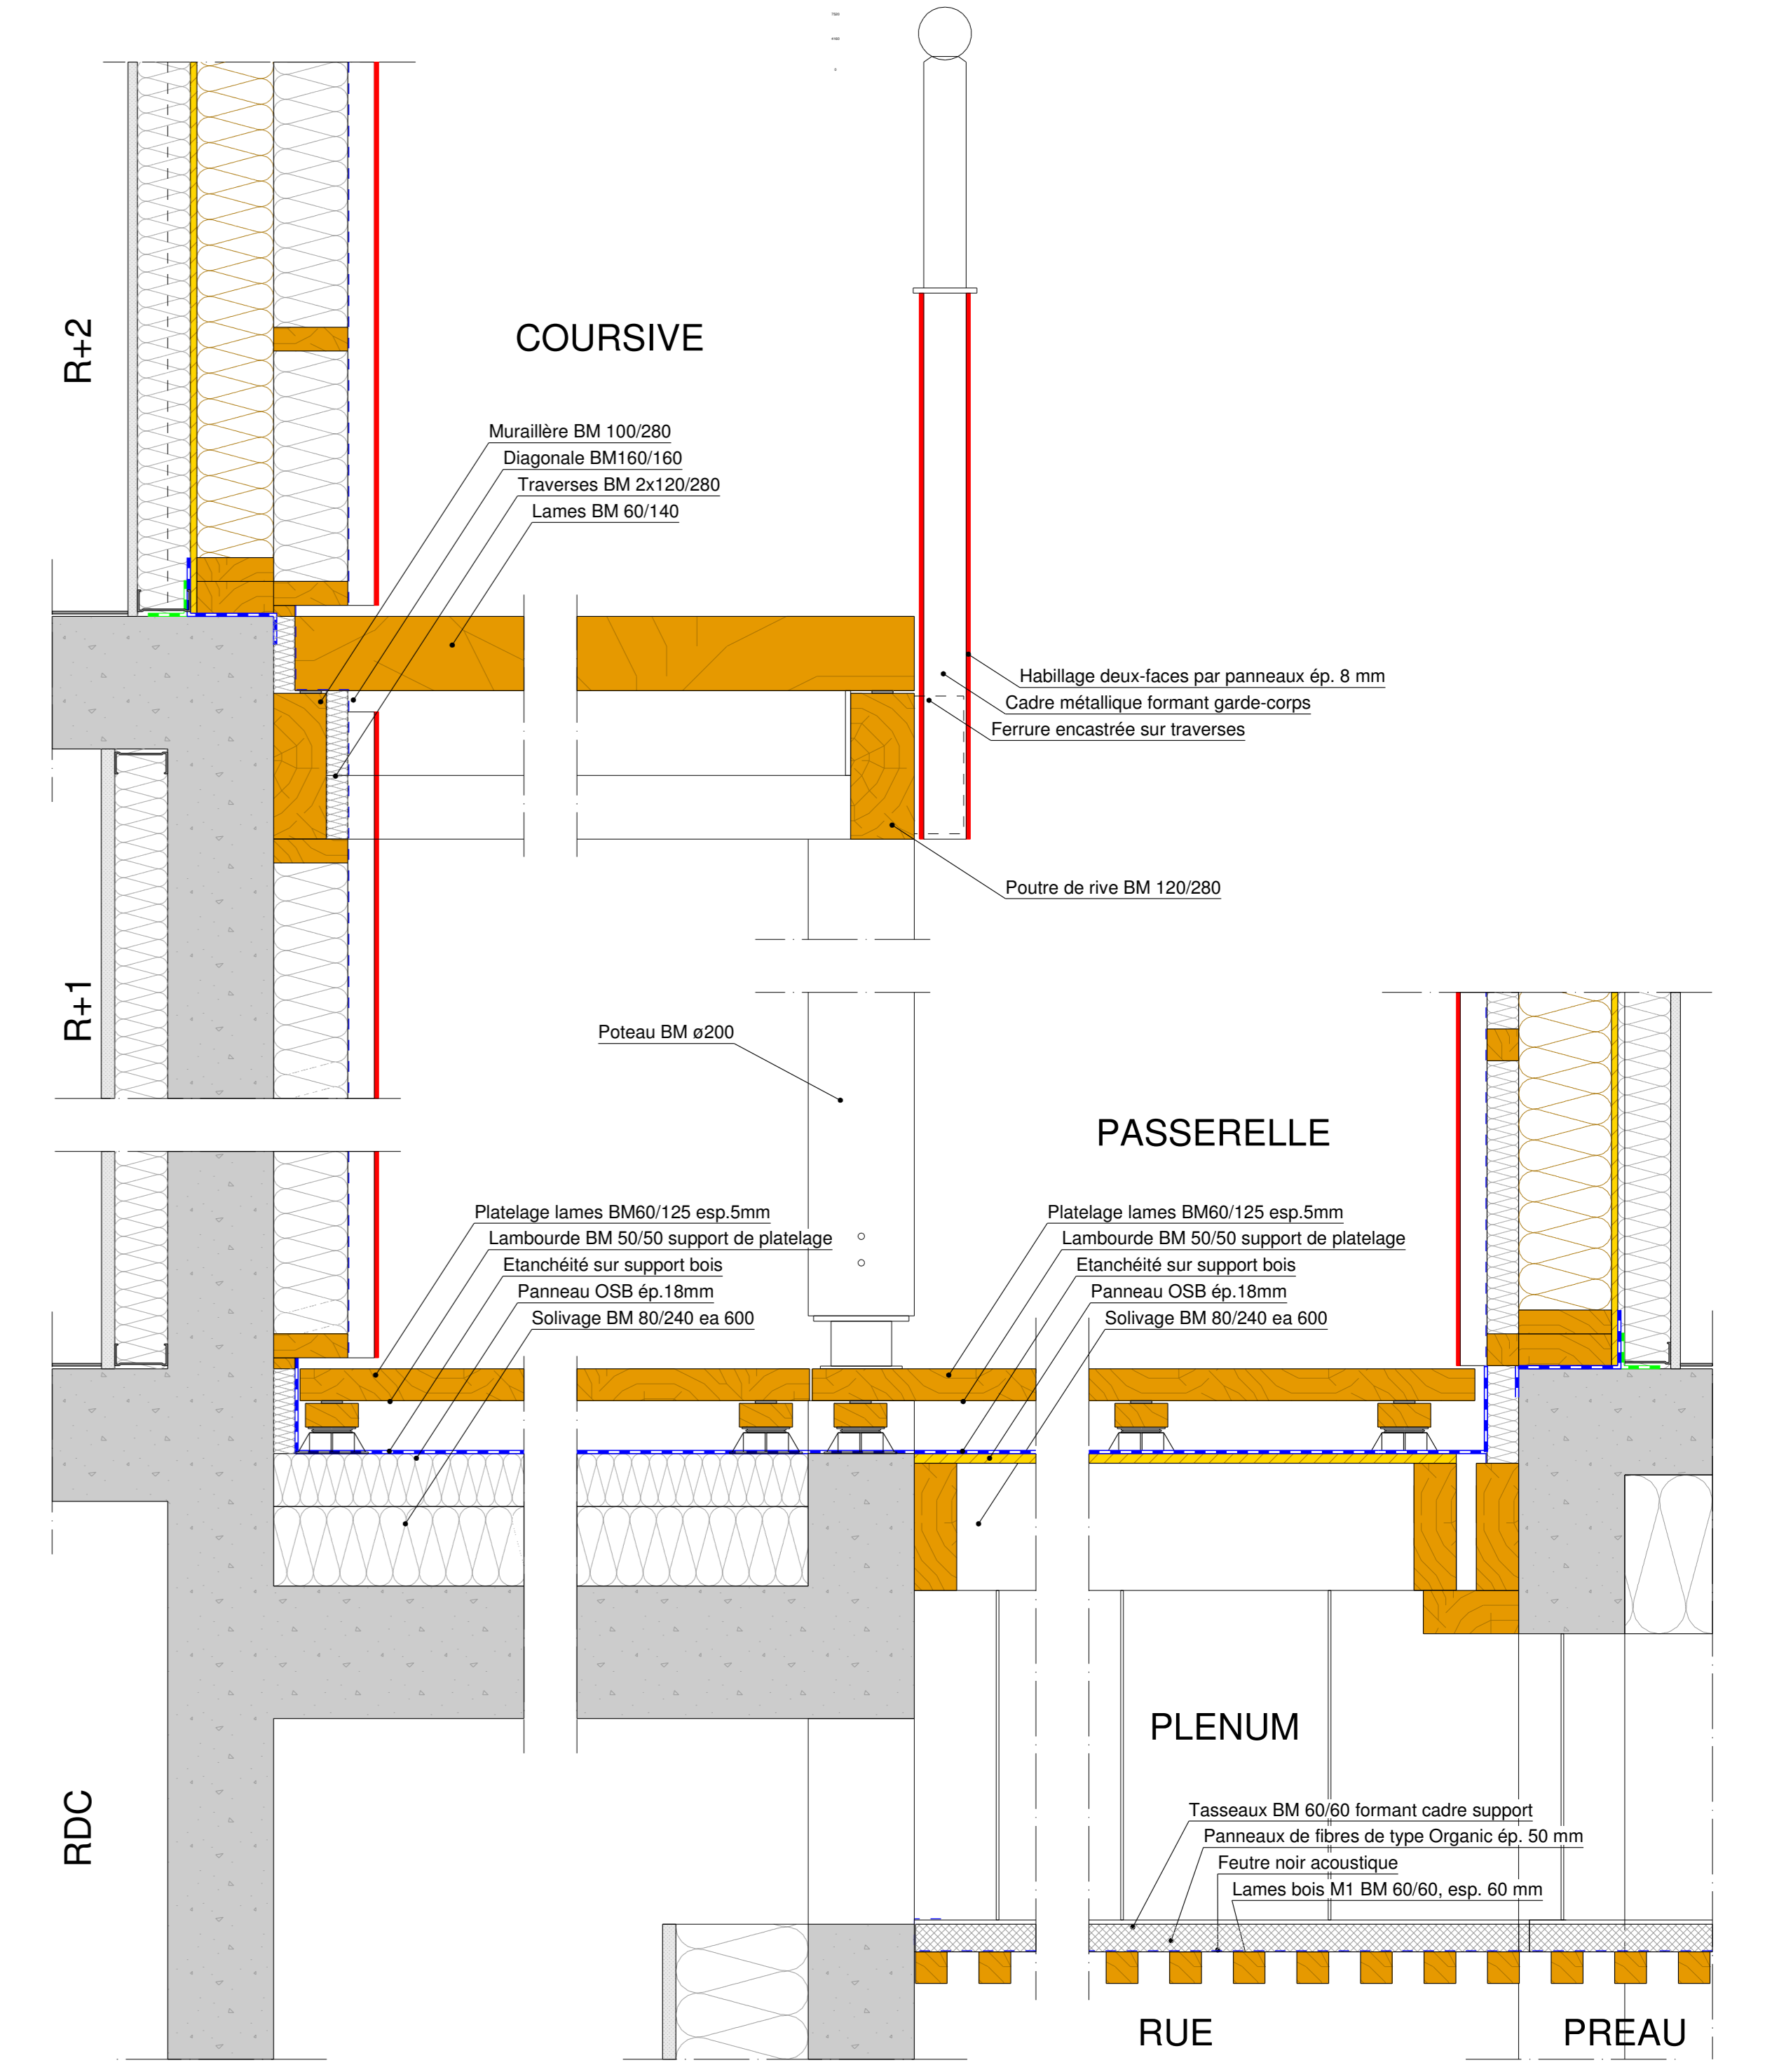 R+2
COURSIVE
Muraillère BM 100/280
Diagonale BM160/160
Traverses BM 2x120/280
Lames BM 60/140
Habillage deux-faces par panneaux ép. 8 mm
Cadre métallique formant garde-corps
Ferrure encastrée sur traverses
Poutre de rive BM 120/280
R+1
Poteau BM ø200
PASSERELLE
Platelage lames BM60/125 esp.5mm
Lambourde BM 50/50 support de platelage
Etanchéité sur support bois
Panneau OSB ép.18mm
Solivage BM 80/240 ea 600
Platelage lames BM60/125 esp.5mm
Lambourde BM 50/50 support de platelage
Etanchéité sur support bois
Panneau OSB ép.18mm
Solivage BM 80/240 ea 600
PLENUM
RDC
Tasseaux BM 60/60 formant cadre support
Panneaux de fibres de type Organic ép. 50 mm
Feutre noir acoustique
Lames bois M1 BM 60/60, esp. 60 mm
RUE
PREAU